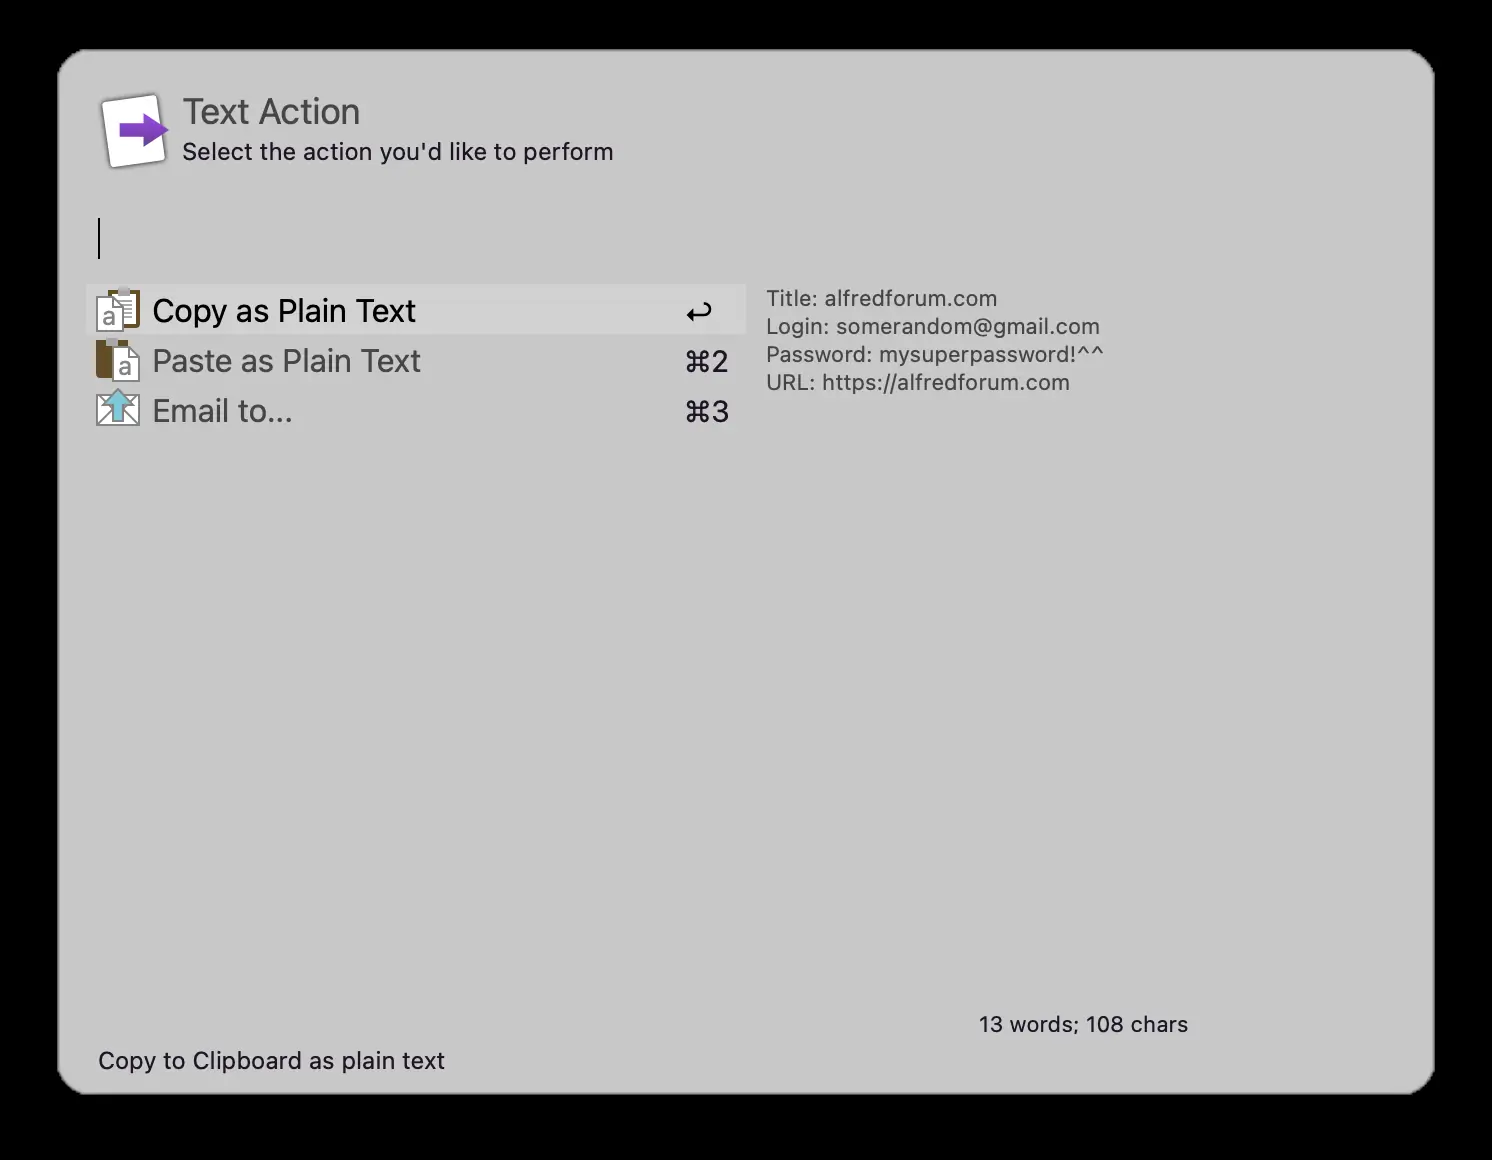 Text Action
Select the action you'd like to perform
Copy as Plain Text ↩
Paste as Plain Text ⌘2
Email to... ⌘3
Title: alfredforum.com
Login: somerandom@gmail.com
Password: mysuperpassword!^^
URL: https://alfredforum.com
13 words; 108 chars
Copy to Clipboard as plain text